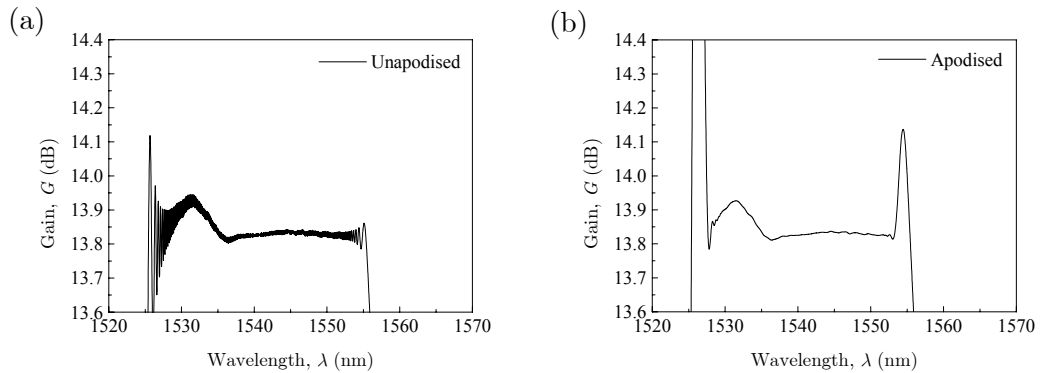 (a)
Unapodised
14.4
14.3
14.2
14.1
14.0
13.9
13.8
13.7
13.6
1520 1530 1540 1550 1560 1570
Gain, G (dB)
Wavelength, λ (nm)
(b)
Apodised
14.4
14.3
14.2
14.1
14.0
13.9
13.8
13.7
13.6
1520 1530 1540 1550 1560 1570
Gain, G (dB)
Wavelength, λ (nm)